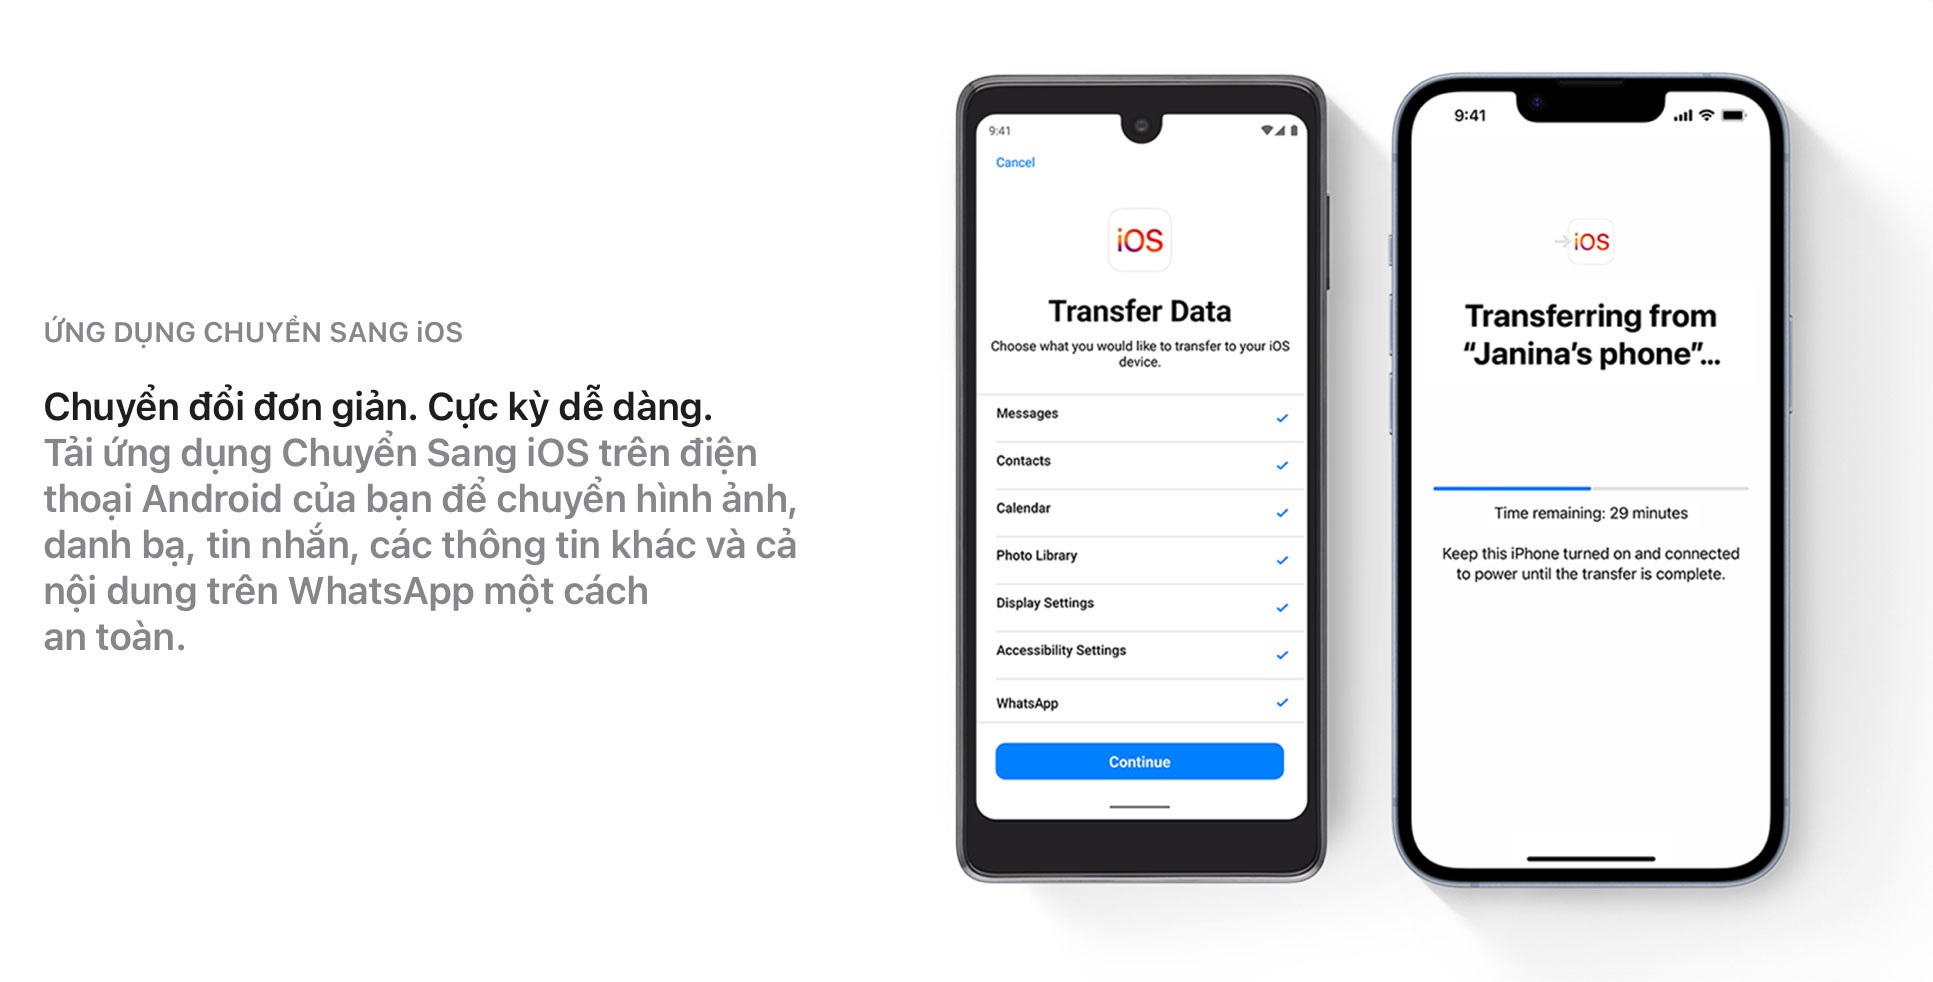 ỨNG DỤNG CHUYỂN SANG iOS
Chuyển đổi đơn giản. Cực kỳ dễ dàng.
Tải ứng dụng Chuyển Sang iOS trên điện
thoại Android của bạn để chuyển hình ảnh,
danh bạ, tin nhắn, các thông tin khác và cả
nội dung trên WhatsApp một cách
an toàn.
9:41
Cancel
iOS
Transfer Data
Choose what you would like to transfer to your iOS
device.
Messages
Contacts
Calendar
Photo Library
Display Settings
Accessibility Settings
WhatsApp
Continue
9:41
iOS
Transferring from
“Janina’s phone”...
Time remaining: 29 minutes
Keep this iPhone turned on and connected
to power until the transfer is complete.